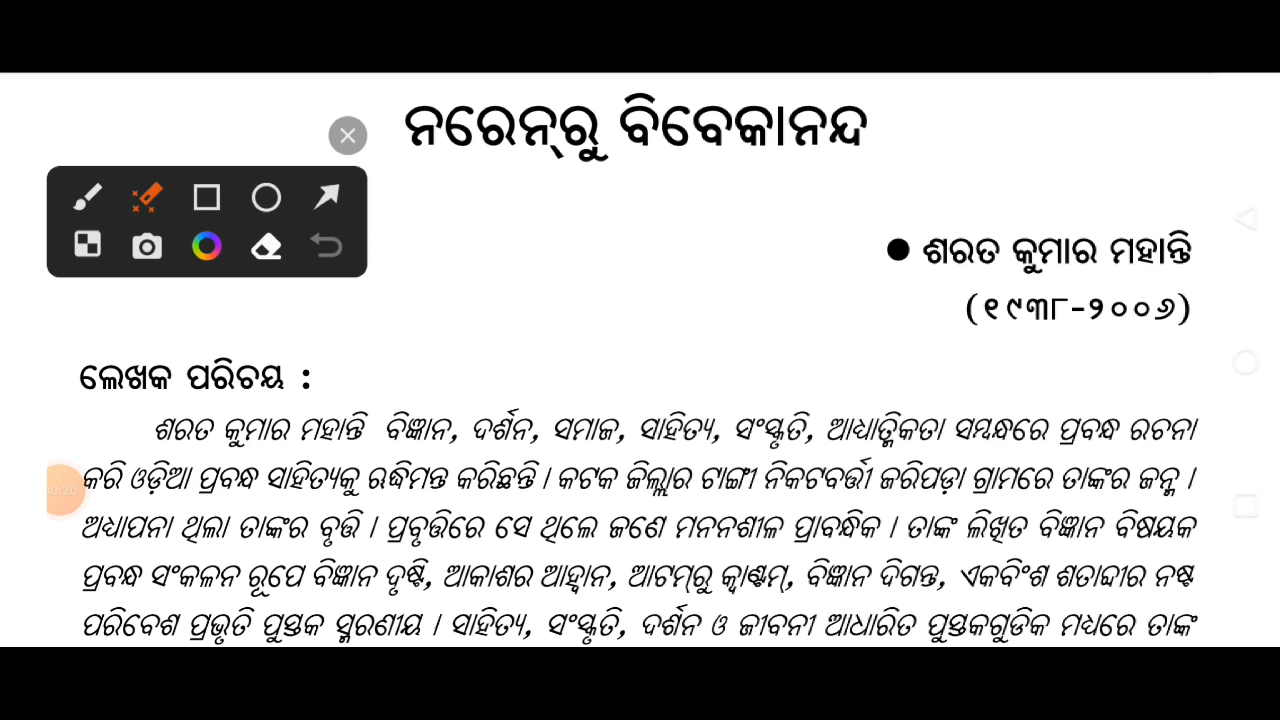 ନରେନ୍‌ରୁ ବିବେକାନନ୍ଦ
● ଶରତ କୁମାର ମହାନ୍ତି
(୧୯୩୮-୨୦୦୬)
ଲେଖକ ପରିଚୟ :
ଶରତ କୁମାର ମହାନ୍ତି ବିଜ୍ଞାନ, ଦର୍ଶନ, ସମାଜ, ସାହିତ୍ୟ, ସଂସ୍କୃତି, ଆଧ୍ୟାତ୍ମିକତା ସମ୍ବନ୍ଧରେ ପ୍ରବନ୍ଧ ରଚନା
କରି ଓଡ଼ିଆ ପ୍ରବନ୍ଧ ସାହିତ୍ୟକୁ ଋଦ୍ଧିମନ୍ତ କରିଛନ୍ତି । କଟକ ଜିଲ୍ଲାର ଟାଙ୍ଗୀ ନିକଟବର୍ତ୍ତୀ ଜରିପଡ଼ା ଗ୍ରାମରେ ତାଙ୍କର ଜନ୍ମ ।
00:20
ଅଧ୍ୟାପନା ଥିଲା ତାଙ୍କର ବୃତ୍ତି । ପ୍ରବୃତ୍ତିରେ ସେ ଥିଲେ ଜଣେ ମନନଶୀଳ ପ୍ରାବନ୍ଧିକ । ତାଙ୍କ ଲିଖିତ ବିଜ୍ଞାନ ବିଷୟକ
ପ୍ରବନ୍ଧ ସଂକଳନ ରୂପେ ବିଜ୍ଞାନ ଦୃଷ୍ଟି, ଆକାଶର ଆହ୍ୱାନ, ଆଟମ୍‌ରୁ କ୍ୱାଣ୍ଟମ୍, ବିଜ୍ଞାନ ଦିଗନ୍ତ, ଏକବିଂଶ ଶତାବ୍ଦୀର ନଷ୍ଟ
ପରିବେଶ ପ୍ରଭୃତି ପୁସ୍ତକ ସ୍ମରଣୀୟ । ସାହିତ୍ୟ, ସଂସ୍କୃତି, ଦର୍ଶନ ଓ ଜୀବନୀ ଆଧାରିତ ପୁସ୍ତକଗୁଡିକ ମଧ୍ୟରେ ତାଙ୍କ